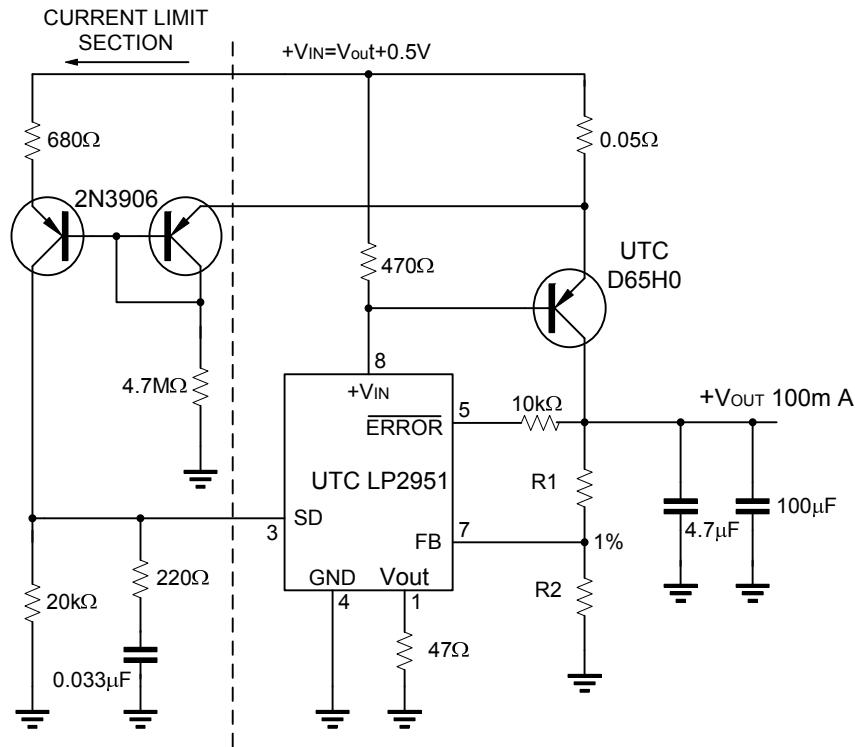 CURRENT LIMIT
SECTION
+VIN=Vout+0.5V
680Ω
0.05Ω
2N3906
470Ω
UTC
D65H0
4.7MΩ
8
+VIN
ERROR
5
10kΩ
+VOUT 100m A
UTC LP2951
R1
SD
3
FB
7
1%
4.7μF
100μF
20kΩ
220Ω
GND
Vout
4
1
R2
47Ω
0.033μF